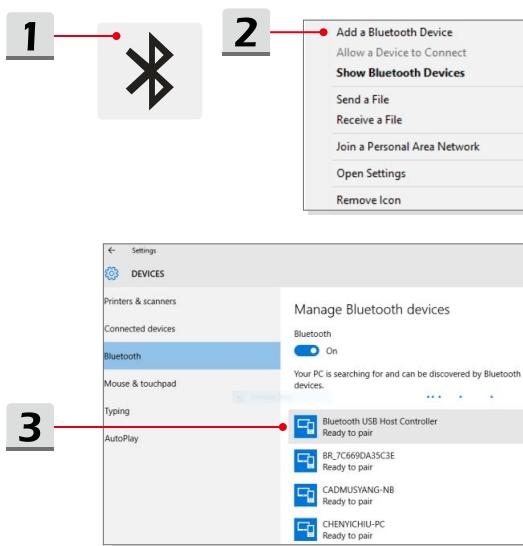 1
2
Add a Bluetooth Device
Allow a Device to Connect
Show Bluetooth Devices
Send a File
Receive a File
Join a Personal Area Network
Open Settings
Remove Icon
Settings
DEVICES
Printers & scanners
Connected devices
Bluetooth
Mouse & touchpad
Typing
AutoPlay
Manage Bluetooth devices
Bluetooth
On
Your PC is searching for and can be discovered by Bluetooth
devices.
3
Bluetooth USB Host Controller
Ready to pair
BR_7C669DA35C3E
Ready to pair
CADMUSYANG-NB
Ready to pair
CHENYICHIU-PC
Ready to pair